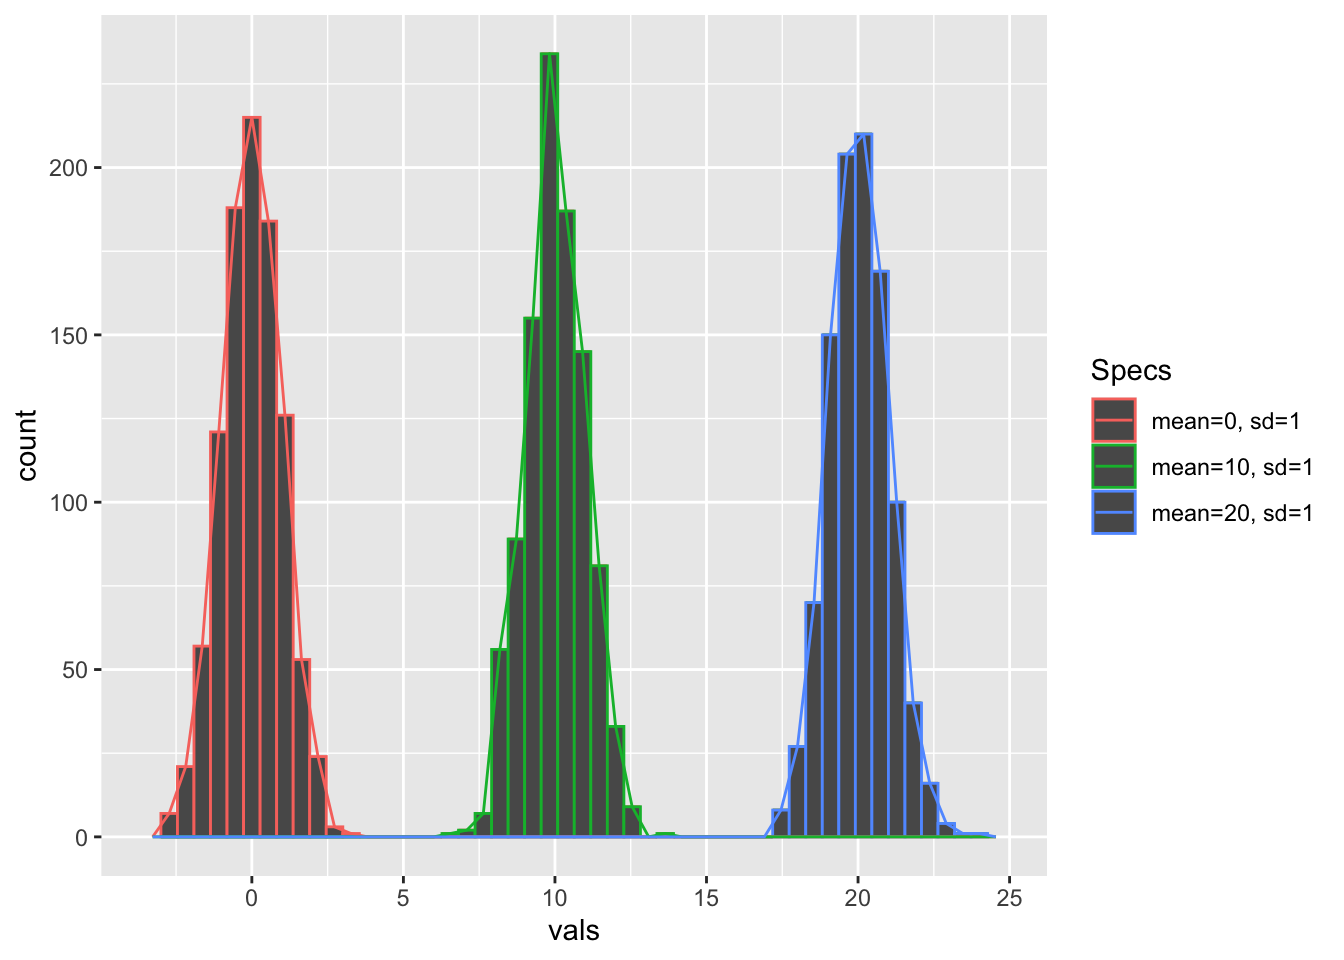 200
150
100
50
0
count
0 5 10 15 20 25
vals
Specs
mean=0, sd=1
mean=10, sd=1
mean=20, sd=1